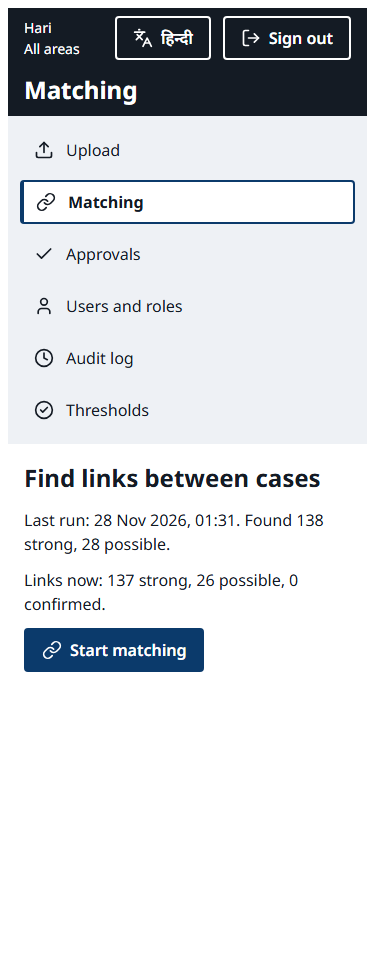 Hari
All areas
हिन्दी
Sign out
Matching
Upload
Matching
Approvals
Users and roles
Audit log
Thresholds
Find links between cases
Last run: 28 Nov 2026, 01:31. Found 138
strong, 28 possible.
Links now: 137 strong, 26 possible, 0
confirmed.
Start matching